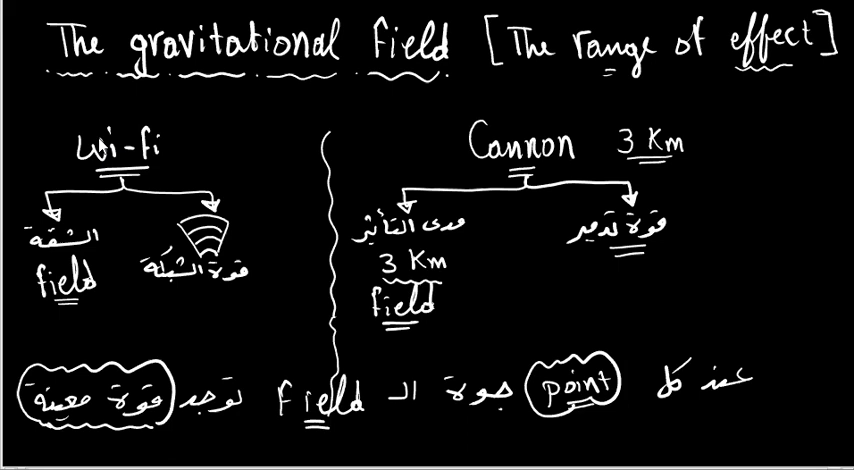 The gravitational field [The range of effect]
Wi-fi
Cannon 3 Km
الشقة
field
قوة الشبكة
مدى التأثير
3 Km
field
قوة تدمير
عند كل point جوة الـ field توجد قوة معينة